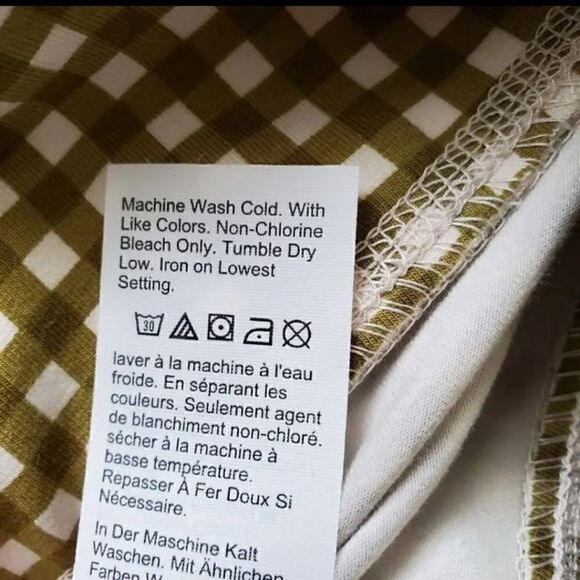 Machine Wash Cold. With
Like Colors. Non-Chlorine
Bleach Only. Tumble Dry
Low. Iron on Lowest
Setting.
30
laver à la machine à l'eau
froide. En séparant les
couleurs. Seulement agent
de blanchiment non-chloré.
sécher à la machine à
basse température.
Repasser À Fer Doux Si
Nécessaire.
In Der Maschine Kalt
Waschen. Mit Ähnlichen
Farben